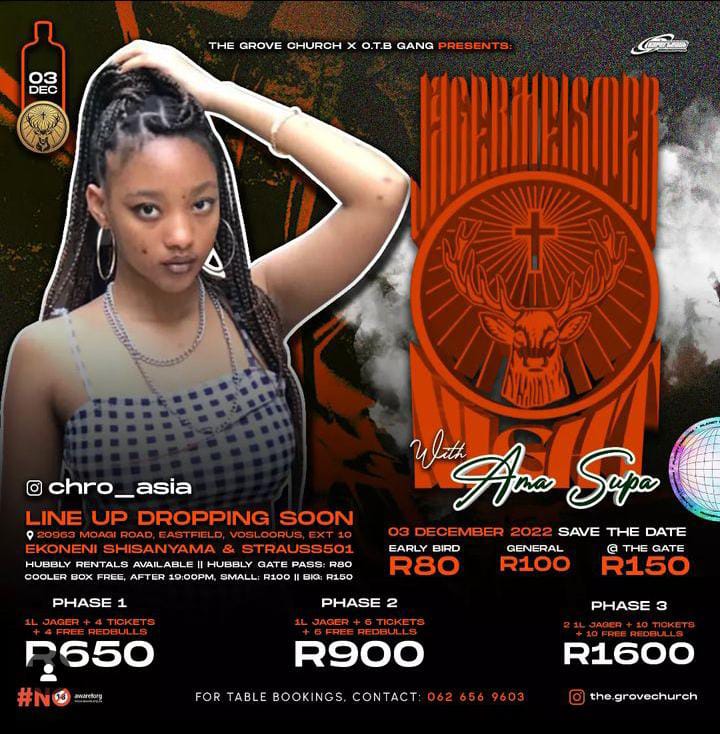 THE GROVE CHURCH X O.T.B GANG PRESENTS:
03
DEC
JAGERMEISTER
NIGHT
With
Ama Supa
chro_asia
LINE UP DROPPING SOON
20963 MOAGI ROAD, EASTFIELD, VOSLOORUS, EXT 10
EKONENI SHISANYAMA & STRAUSS501
HUBBLY RENTALS AVAILABLE || HUBBLY GATE PASS: R80
COOLER BOX FREE, AFTER 19:00PM, SMALL: R100 || BIG: R150
03 DECEMBER 2022 SAVE THE DATE
EARLY BIRD GENERAL @ THE GATE
R80 R100 R150
PHASE 1
1L JAGER + 4 TICKETS
+ 4 FREE REDBULLS
R650
PHASE 2
1L JAGER + 6 TICKETS
+ 6 FREE REDBULLS
R900
PHASE 3
2 1L JAGER + 10 TICKETS
+ 10 FREE REDBULLS
R1600
#NO18
aware.org
FOR TABLE BOOKINGS, CONTACT: 062 656 9603
the.grovechurch